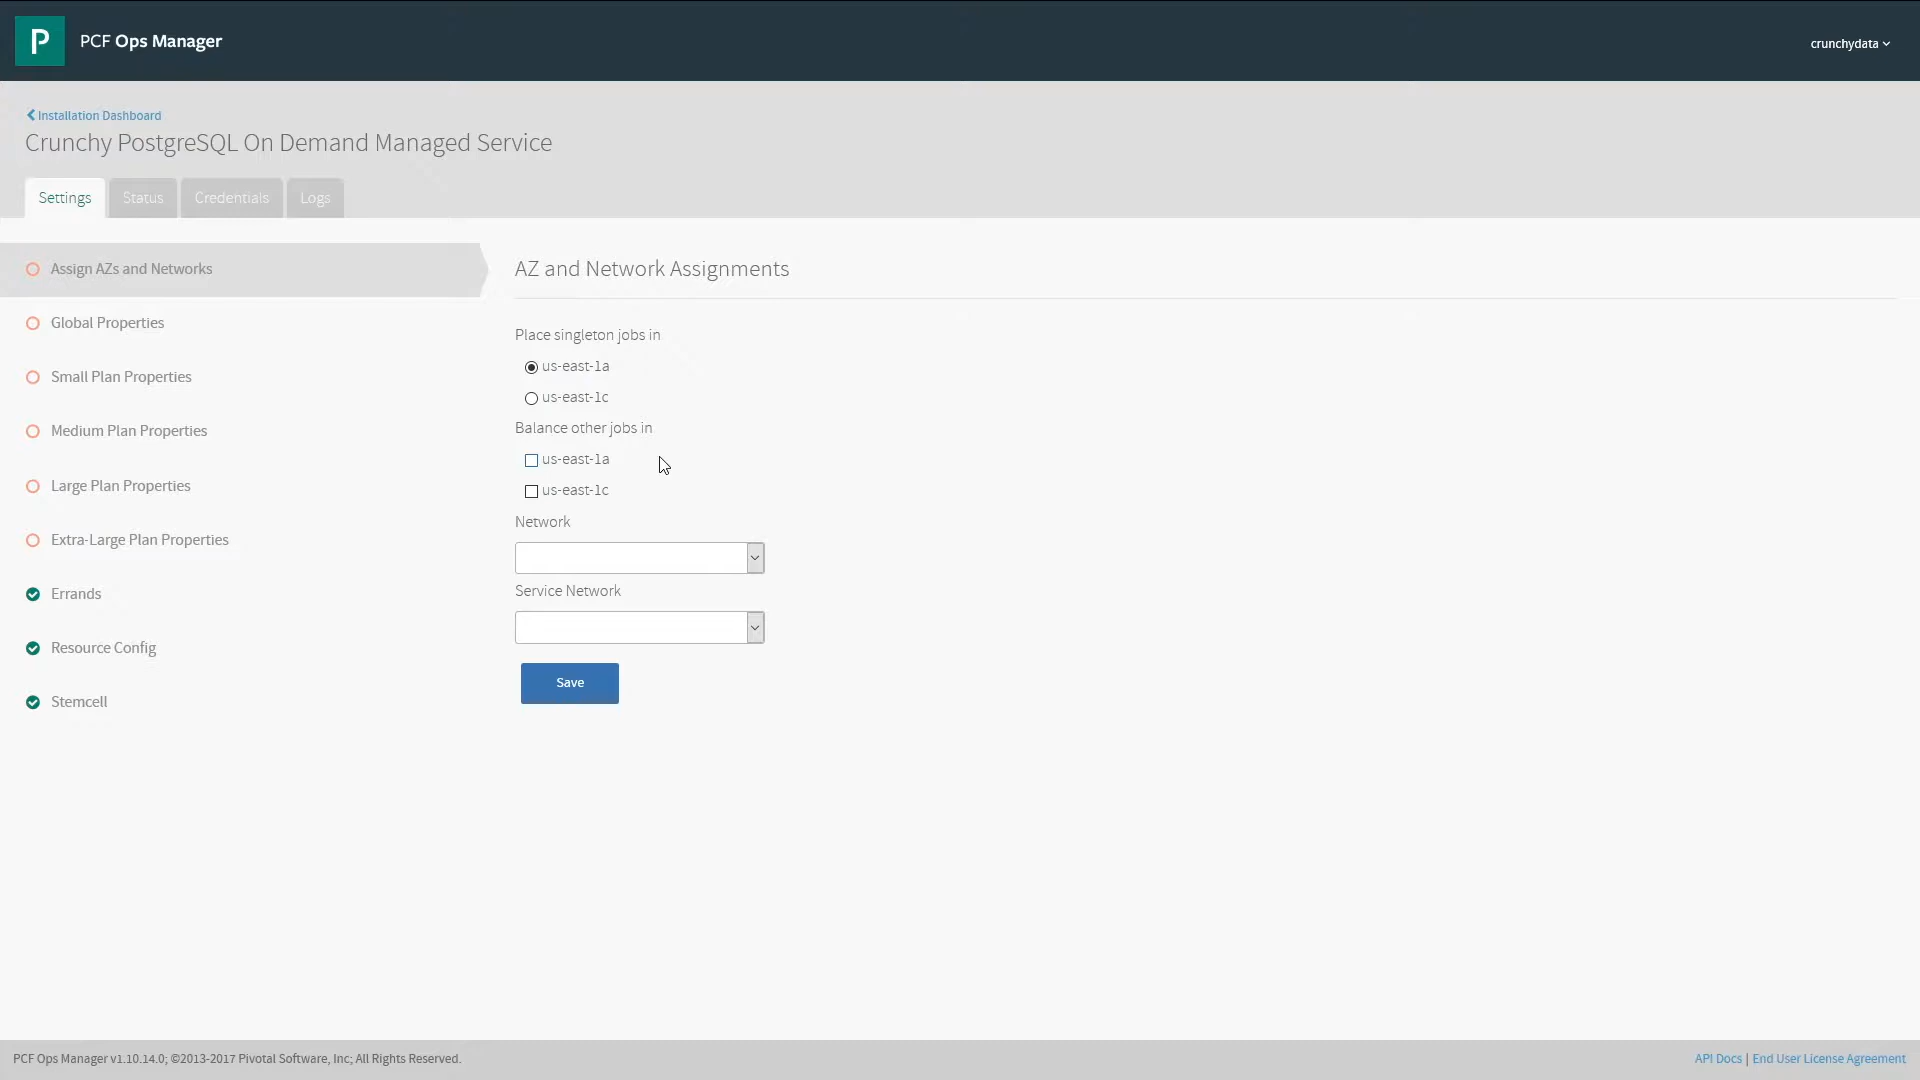 P
PCF Ops Manager
crunchydata
Installation Dashboard
Crunchy PostgreSQL On Demand Managed Service
Settings
Status
Credentials
Logs
Assign AZs and Networks
Global Properties
Small Plan Properties
Medium Plan Properties
Large Plan Properties
Extra-Large Plan Properties
Errands
Resource Config
Stemcell
AZ and Network Assignments
Place singleton jobs in
us-east-1a
us-east-1c
Balance other jobs in
us-east-1a
us-east-1c
Network
Service Network
Save
PCF Ops Manager v1.10.14.0; ©2013-2017 Pivotal Software, Inc; All Rights Reserved.
API Docs | End User License Agreement